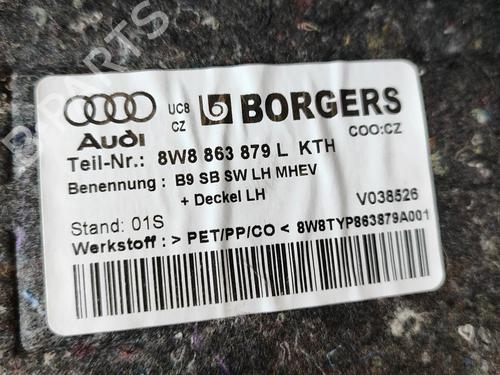 B-PARTS
Audi
UC8
CZ
BORGERS
COO:CZ
Teil-Nr.: 8W8 863 879 L KTH
Benennung : B9 SB SW LH MHEV
+ Deckel LH
V038526
Stand: 01S
Werkstoff : > PET/PP/CO < 8W8TYP863879A001